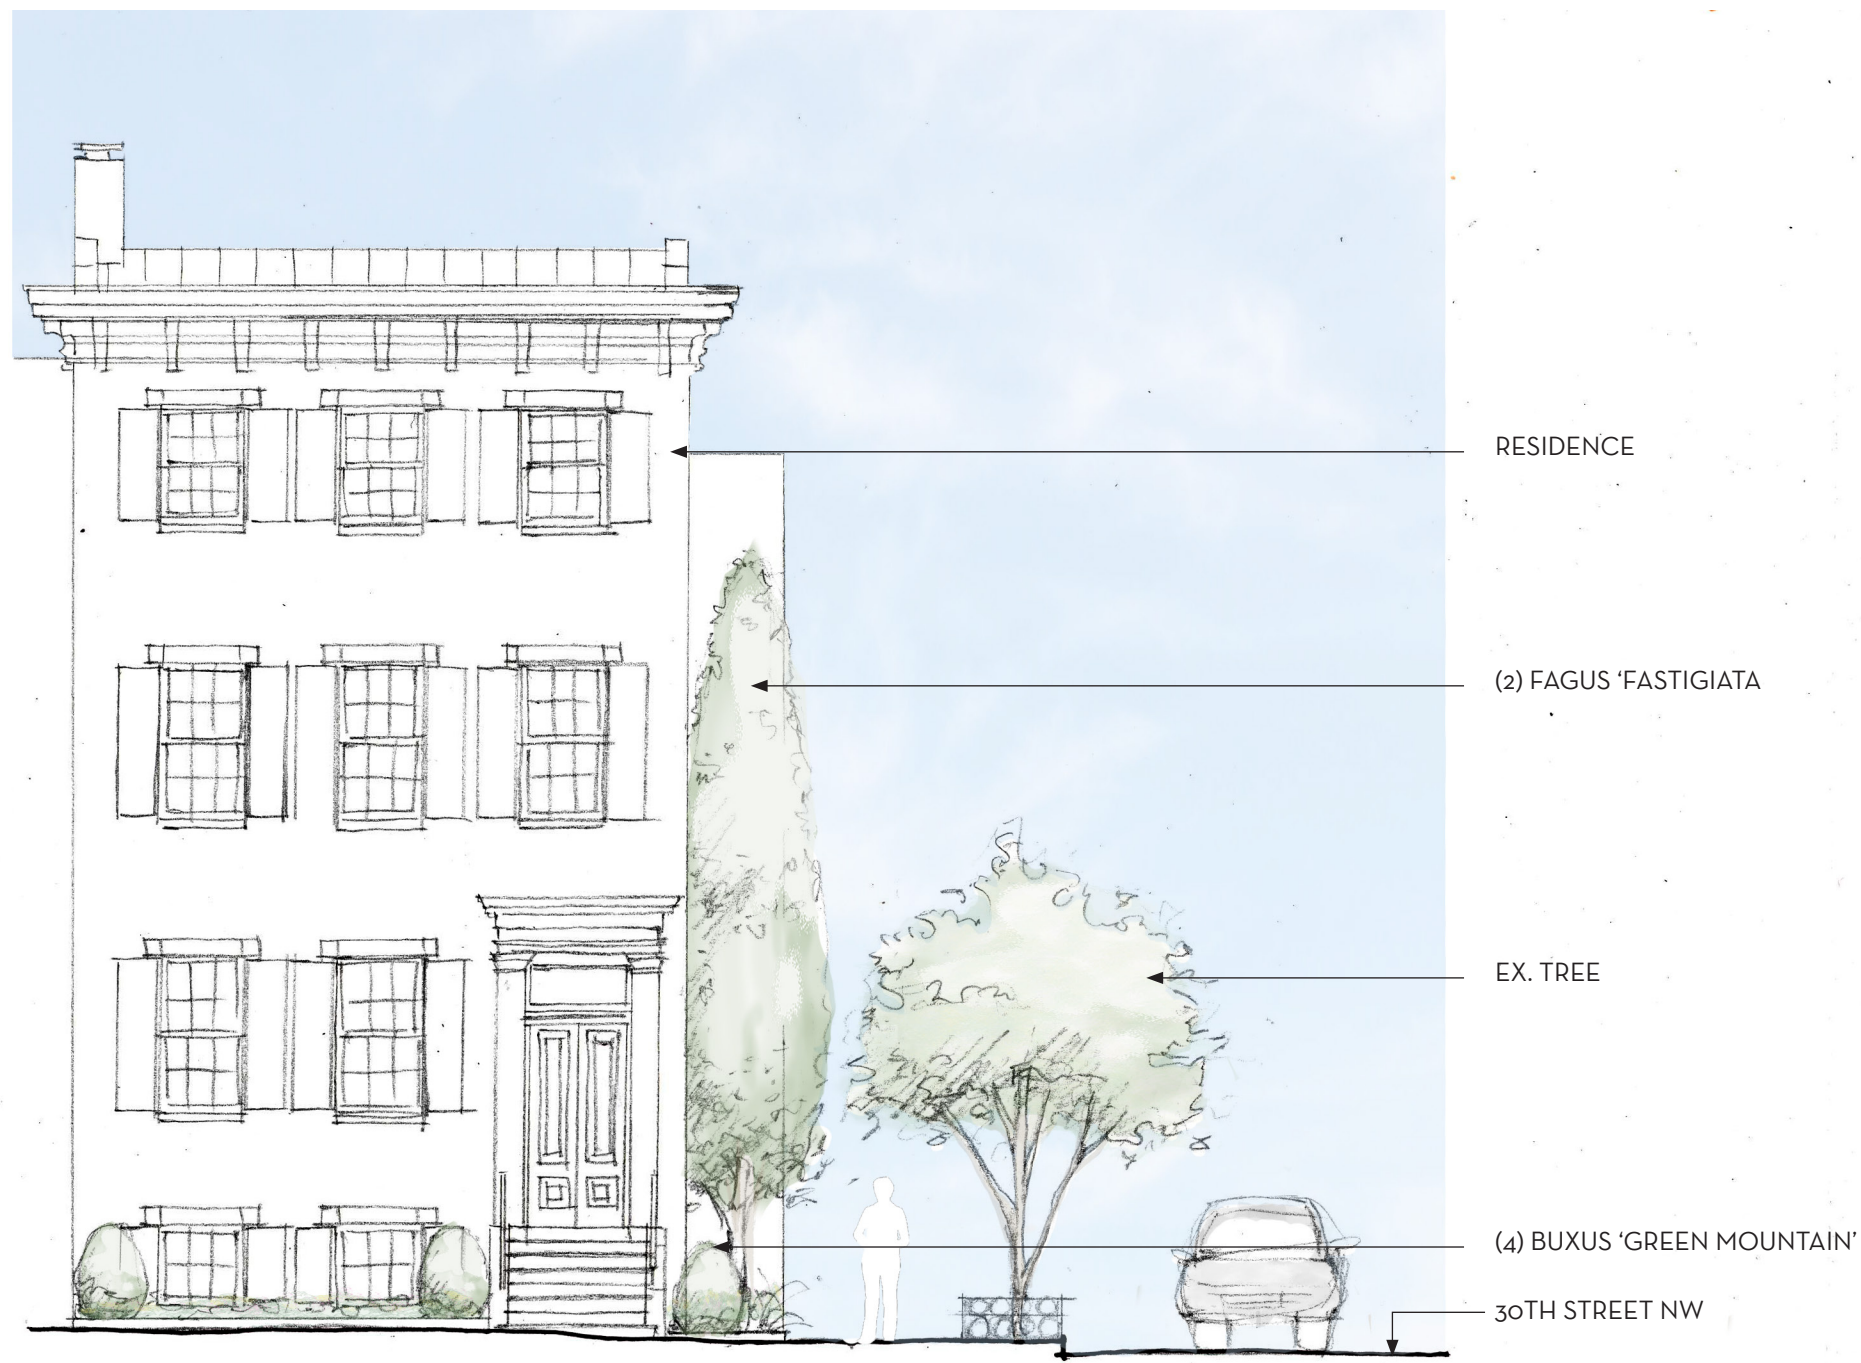 RESIDENCE
(2) FAGUS ‘FASTIGIATA
EX. TREE
(4) BUXUS ‘GREEN MOUNTAIN’
30TH STREET NW